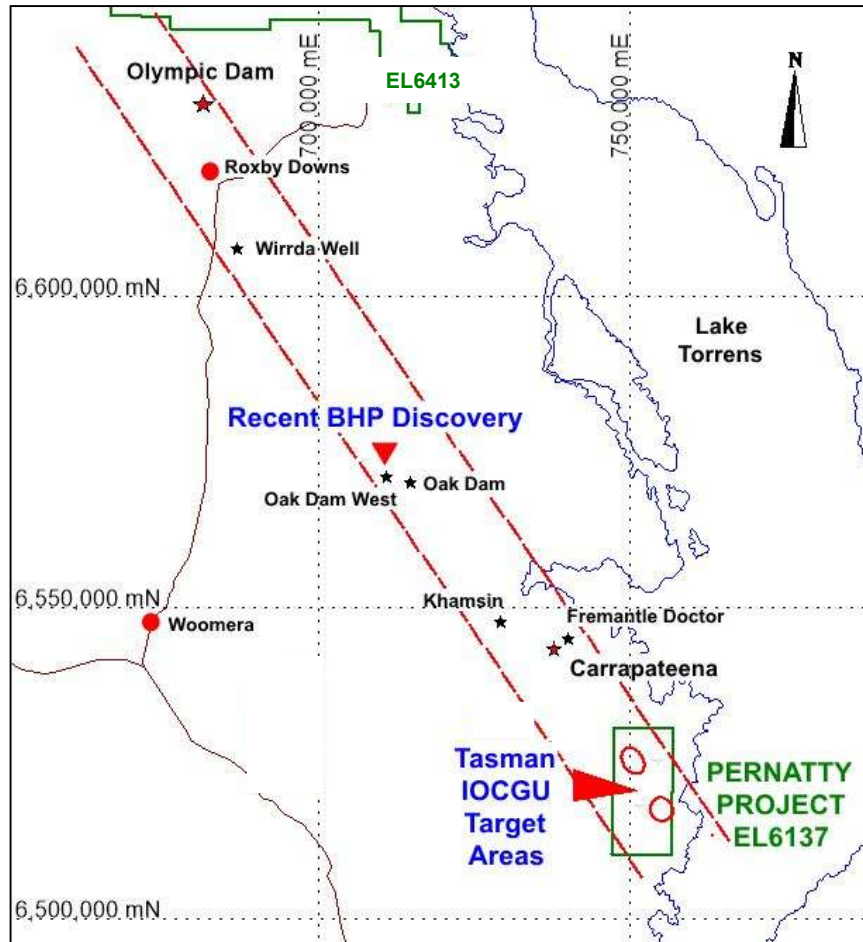 Olympic Dam
EL6413
700,000 mE
750,000 mE
N
Roxby Downs
Wirrda Well
6,600,000 mN
Lake
Torrens
Recent BHP Discovery
Oak Dam West
Oak Dam
6,550,000 mN
Khamsin
Fremantle Doctor
Woomera
Carrapateena
Tasman
IOCGU
Target
Areas
PERNATTY
PROJECT
EL6137
6,500,000 mN